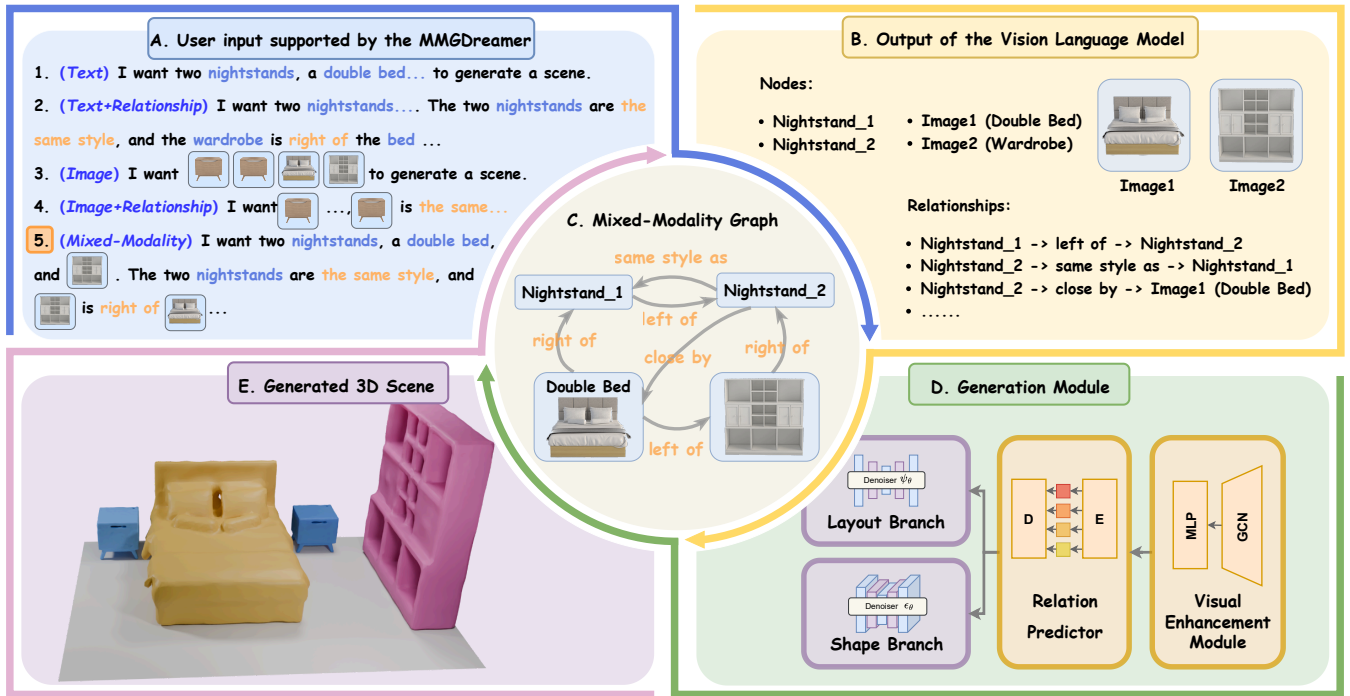 A. User input supported by the MMGDreamer
1. (Text) I want two nightstands, a double bed... to generate a scene.
2. (Text+Relationship) I want two nightstands.... The two nightstands are the
same style, and the wardrobe is right of the bed ...
3. (Image) I want to generate a scene.
4. (Image+Relationship) I want ..., is the same...
5. (Mixed-Modality) I want two nightstands, a double bed,
and . The two nightstands are the same style, and
is right of ...
B. Output of the Vision Language Model
Nodes:
• Nightstand_1
• Nightstand_2
• Image1 (Double Bed)
• Image2 (Wardrobe)
Image1
Image2
Relationships:
• Nightstand_1 -> left of -> Nightstand_2
• Nightstand_2 -> same style as -> Nightstand_1
• Nightstand_2 -> close by -> Image1 (Double Bed)
• ......
C. Mixed-Modality Graph
same style as
Nightstand_1
Nightstand_2
left of
right of
close by
right of
Double Bed
left of
D. Generation Module
Denoiser ψθ
Layout Branch
Denoiser ϵθ
Shape Branch
D
E
Relation
Predictor
MLP
GCN
Visual
Enhancement
Module
E. Generated 3D Scene